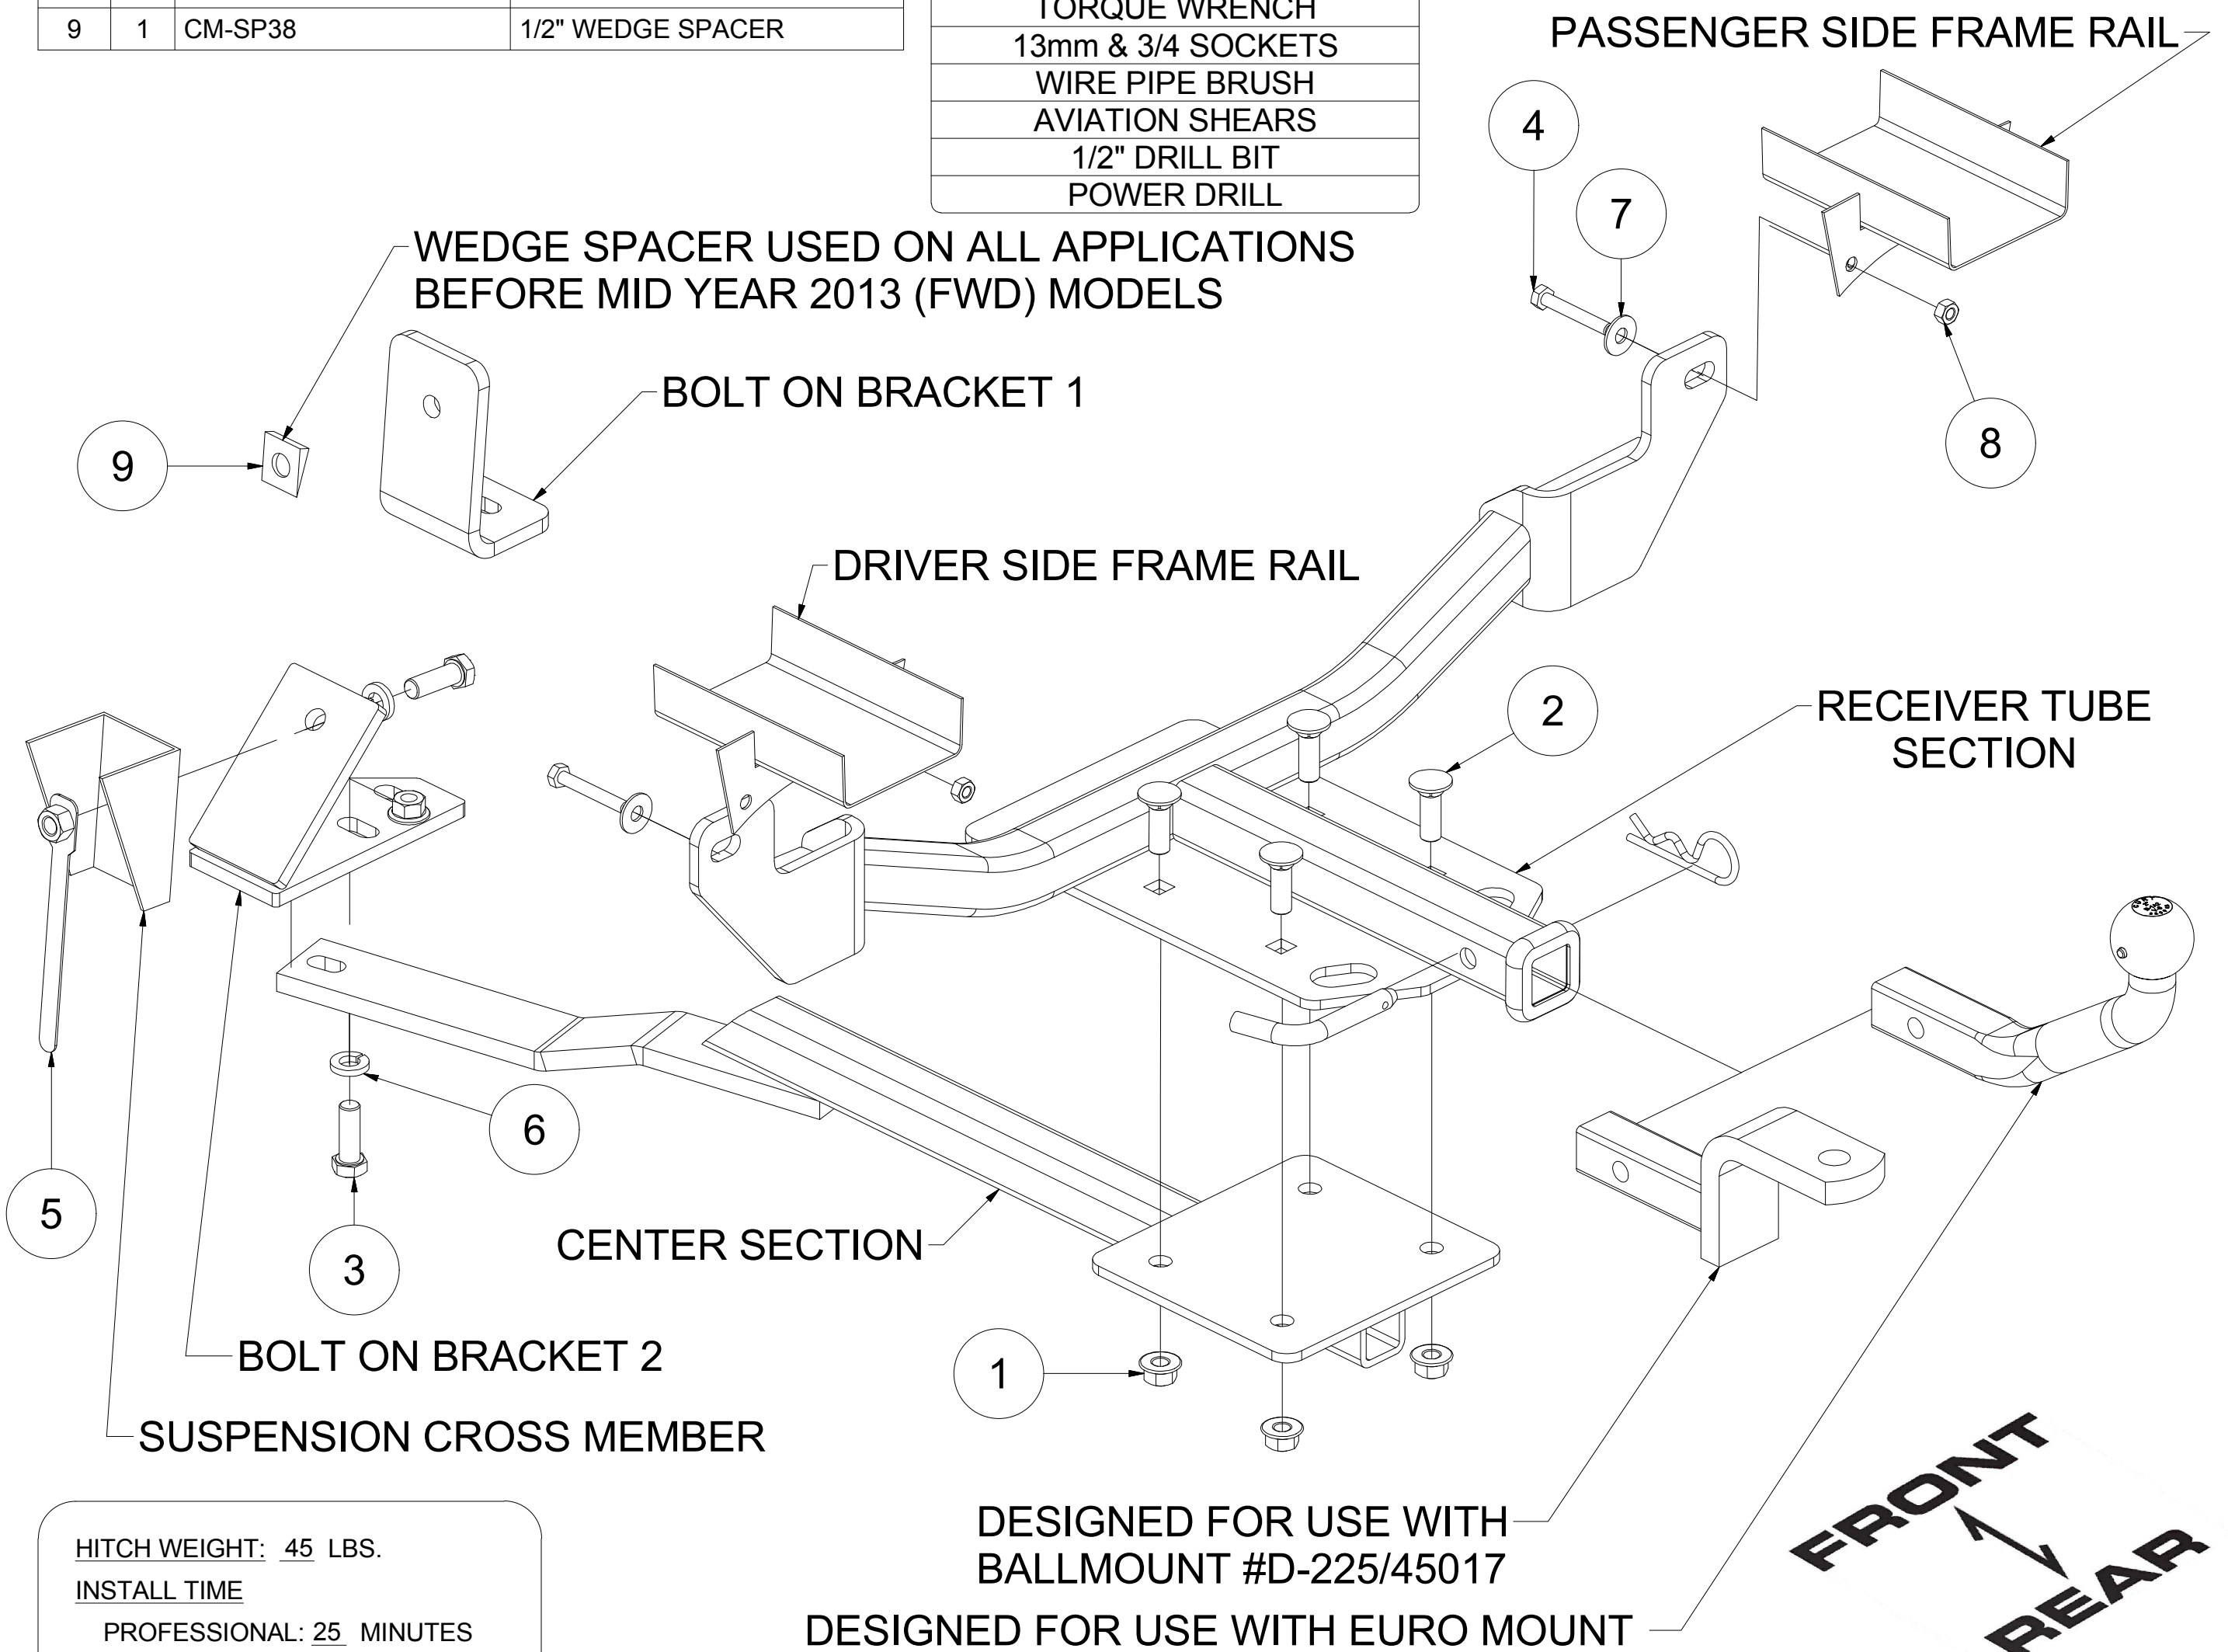 9 1 CM-SP38 1/2" WEDGE SPACER
TORQUE WRENCH
13mm & 3/4 SOCKETS
WIRE PIPE BRUSH
AVIATION SHEARS
1/2" DRILL BIT
POWER DRILL
PASSENGER SIDE FRAME RAIL
4
7
8
WEDGE SPACER USED ON ALL APPLICATIONS
BEFORE MID YEAR 2013 (FWD) MODELS
BOLT ON BRACKET 1
9
DRIVER SIDE FRAME RAIL
2
RECEIVER TUBE
SECTION
6
5
3
CENTER SECTION
1
BOLT ON BRACKET 2
SUSPENSION CROSS MEMBER
HITCH WEIGHT: 45 LBS.
INSTALL TIME
PROFESSIONAL: 25 MINUTES
DESIGNED FOR USE WITH
BALLMOUNT #D-225/45017
DESIGNED FOR USE WITH EURO MOUNT
FRONT
REAR